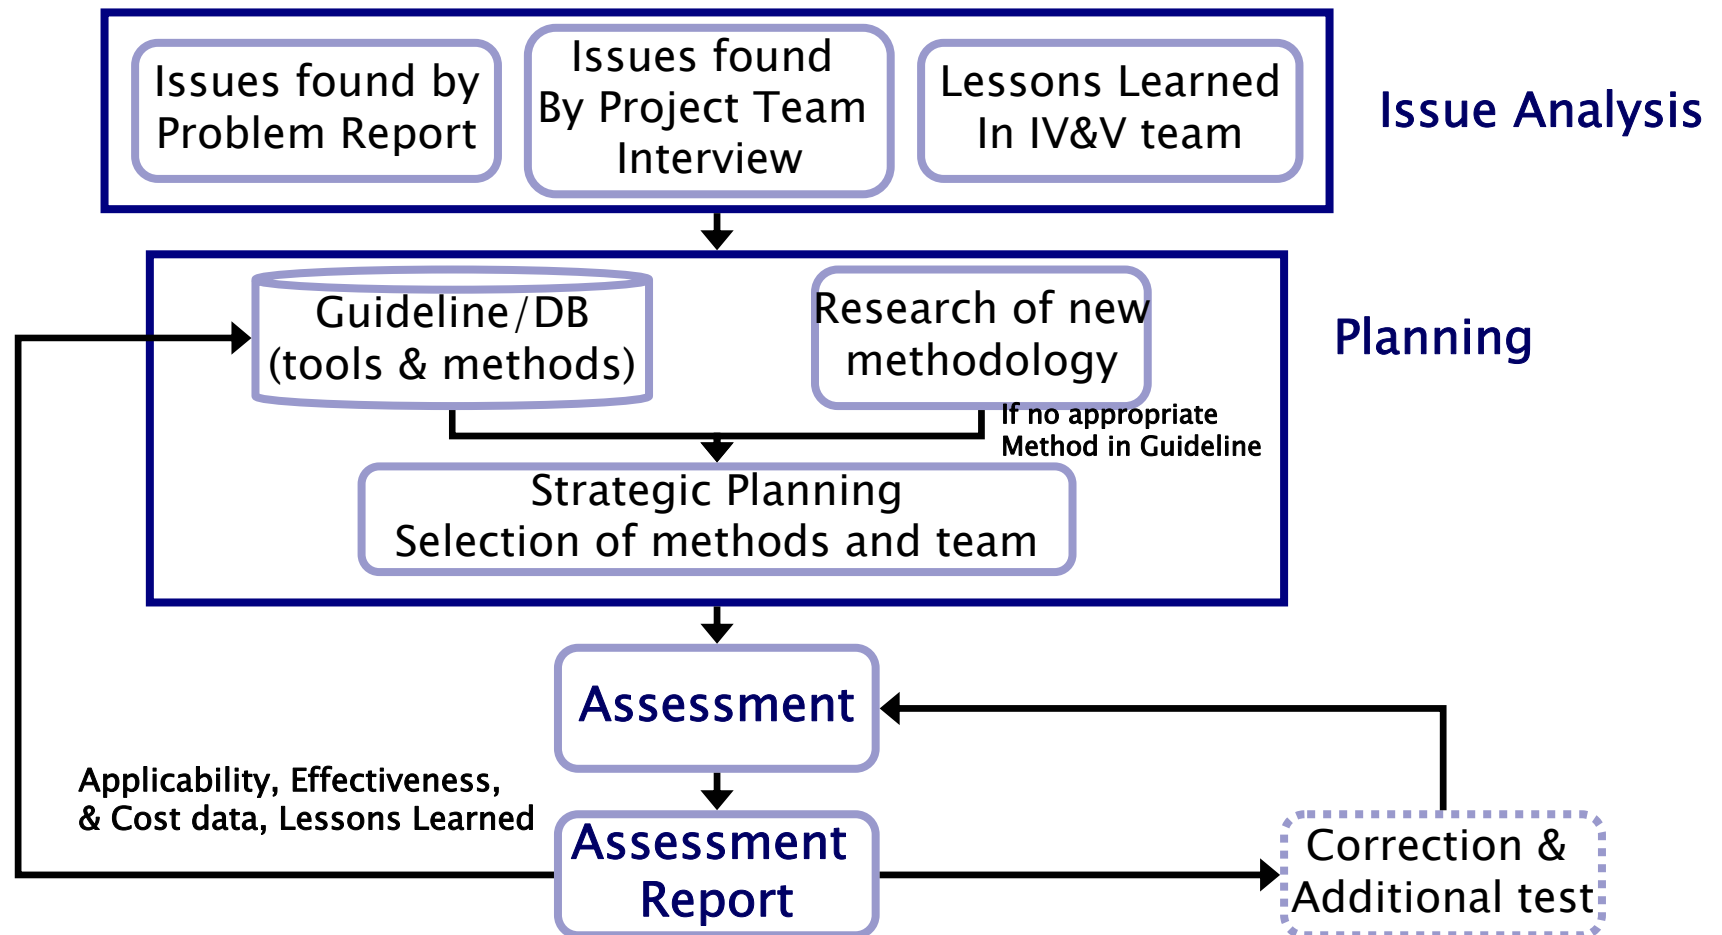 Issues found by
Problem Report
Issues found
By Project Team
Interview
Lessons Learned
In IV&V team
Issue Analysis
Guideline/DB
(tools & methods)
Research of new
methodology
Planning
If no appropriate
Method in Guideline
Strategic Planning
Selection of methods and team
Assessment
Applicability, Effectiveness,
& Cost data, Lessons Learned
Assessment
Report
Correction &
Additional test